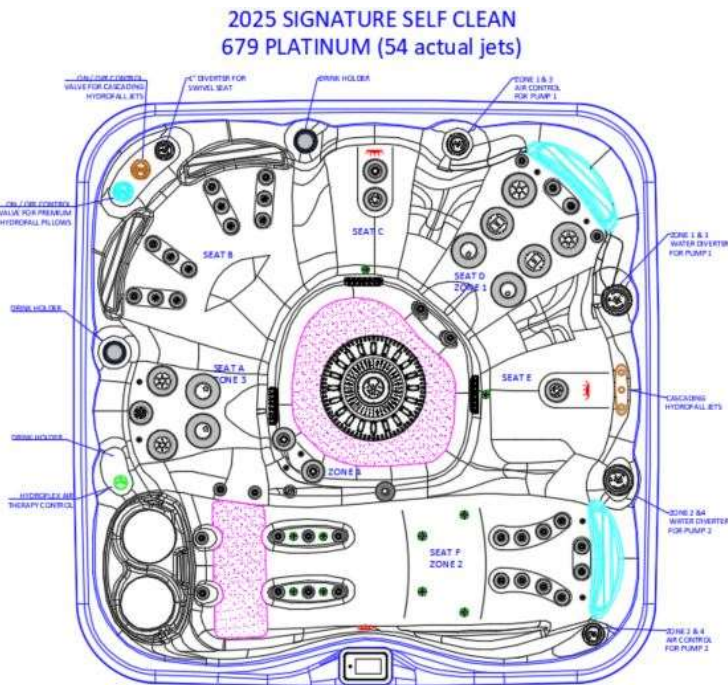 2025 SIGNATURE SELF CLEAN
679 PLATINUM (54 actual jets)
ON / OFF CONTROL
VALVE FOR CASCADING
HYDROFALL JETS
DIVERTER FOR
SWIVEL SEAT
DRINK HOLDER
ZONE 1 & 3
AIR CONTROL
FOR PUMP 1
ON / OFF CONTROL
VALVE FOR PREMIUM
HYDROFALL PILLOWS
SEAT C
SEAT B
SEAT D
ZONE 1
ZONE 1 & 3
WATER DIVERTER
FOR PUMP 1
DRINK HOLDER
SEAT A
ZONE 3
SEAT E
CASCADING
HYDROFALL JETS
DRINK HOLDER
ZONE 4
HYDROFLEX AIR
THERAPY CONTROL
ZONE 2 &4
WATER DIVERTER
FOR PUMP 2
SEAT F
ZONE 2
ZONE 2 & 4
AIR CONTROL
FOR PUMP 2